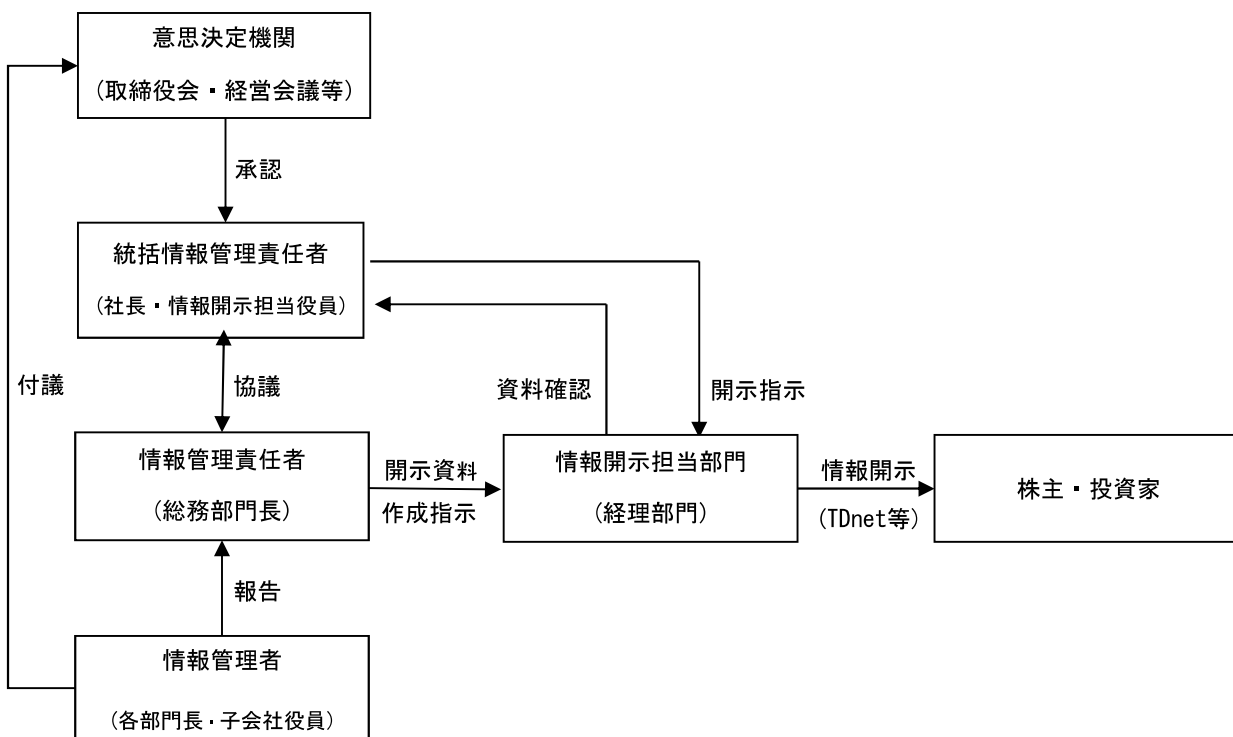 意思決定機関
(取締役会・経営会議等)
承認
統括情報管理責任者
(社長・情報開示担当役員)
付議
協議
資料確認
開示指示
情報管理責任者
(総務部門長)
開示資料
作成指示
情報開示担当部門
(経理部門)
情報開示
(TDnet等)
株主・投資家
報告
情報管理者
(各部門長・子会社役員)